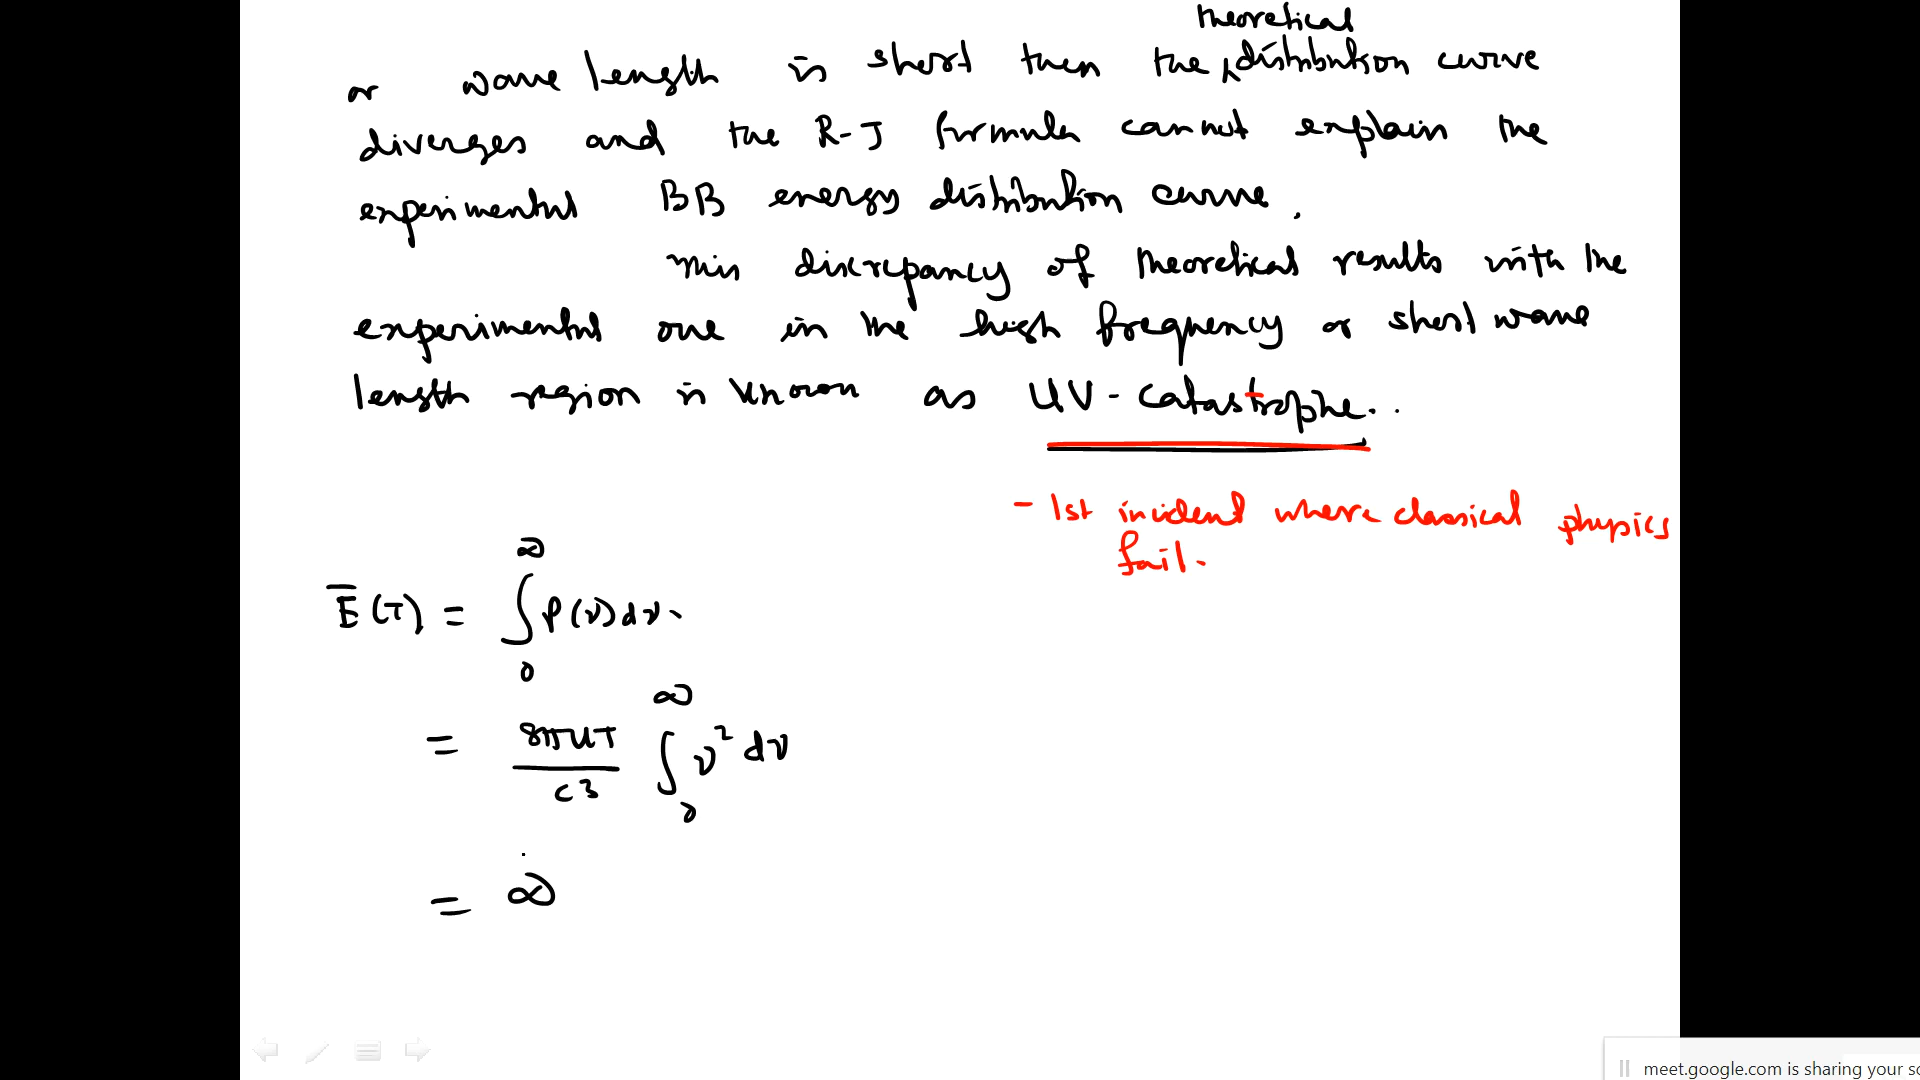 theoretical
or wave length is short then the distribution curve
diverges and the R-J formula cannot explain the
experimental BB energy distribution curve.
This discrepancy of theoretical results with the
experimental one in the high frequency or short wave
length region is known as UV-Catastrophe..
- 1st incident where classical physics
fail.
Ē(T) = ∫₀^∞ ρ(ν)dν.
= 8πkT/c³ ∫₀^∞ ν² dν
= ∞
meet.google.com is sharing your sc